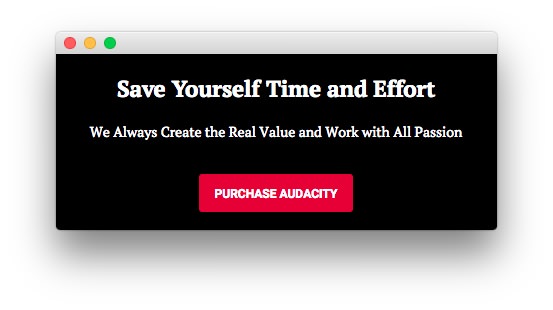 Save Yourself Time and Effort
We Always Create the Real Value and Work with All Passion
PURCHASE AUDACITY